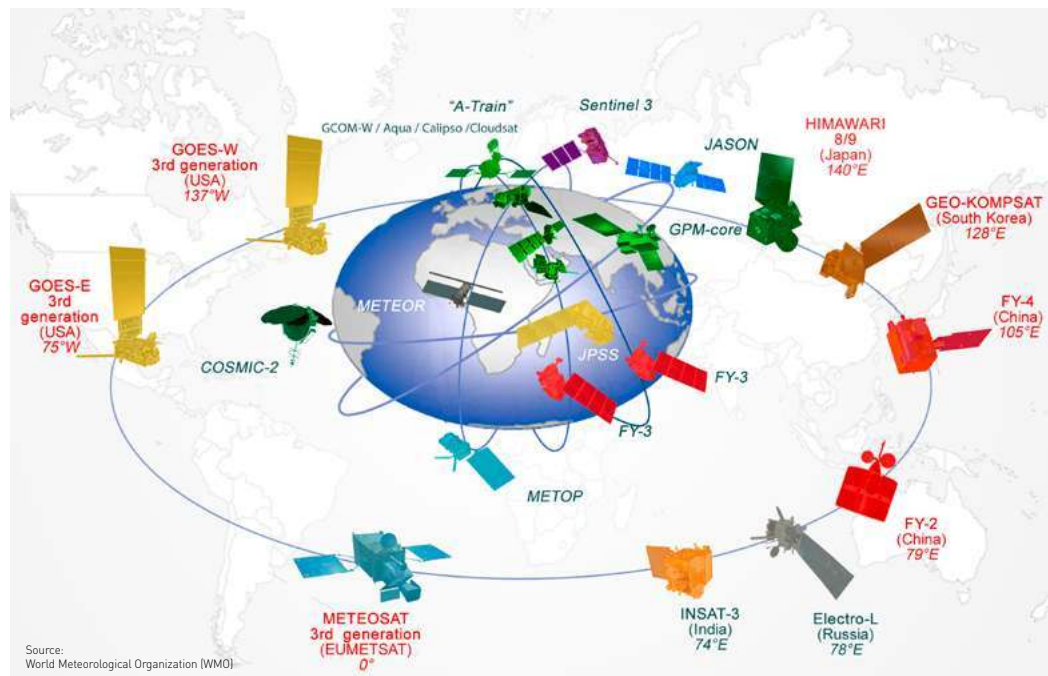 "A-Train"
GCOM-W / Aqua / Calipso /Cloudsat
Sentinel 3
JASON
HIMAWARI
8/9
(Japan)
140°E
GOES-W
3rd generation
(USA)
137°W
GEO-KOMPSAT
(South Korea)
128°E
GPM-core
GOES-E
3rd
generation
(USA)
75°W
METEOR
FY-4
(China)
105°E
COSMIC-2
JPSS
FY-3
FY-3
METOP
FY-2
(China)
79°E
METEOSAT
3rd generation
(EUMETSAT)
0°
INSAT-3
(India)
74°E
Electro-L
(Russia)
78°E
Source:
World Meteorological Organization (WMO)